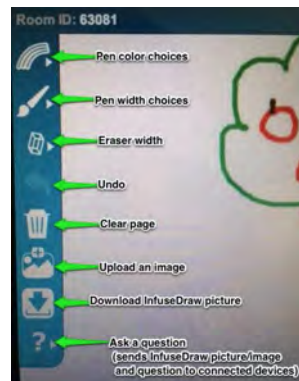 Room ID: 63081
Pen color choices
Pen width choices
Eraser width
Undo
Clear page
Upload an image
Download InfuseDraw picture
?
Ask a question
(sends InfuseDraw picture/image
and question to connected devices)